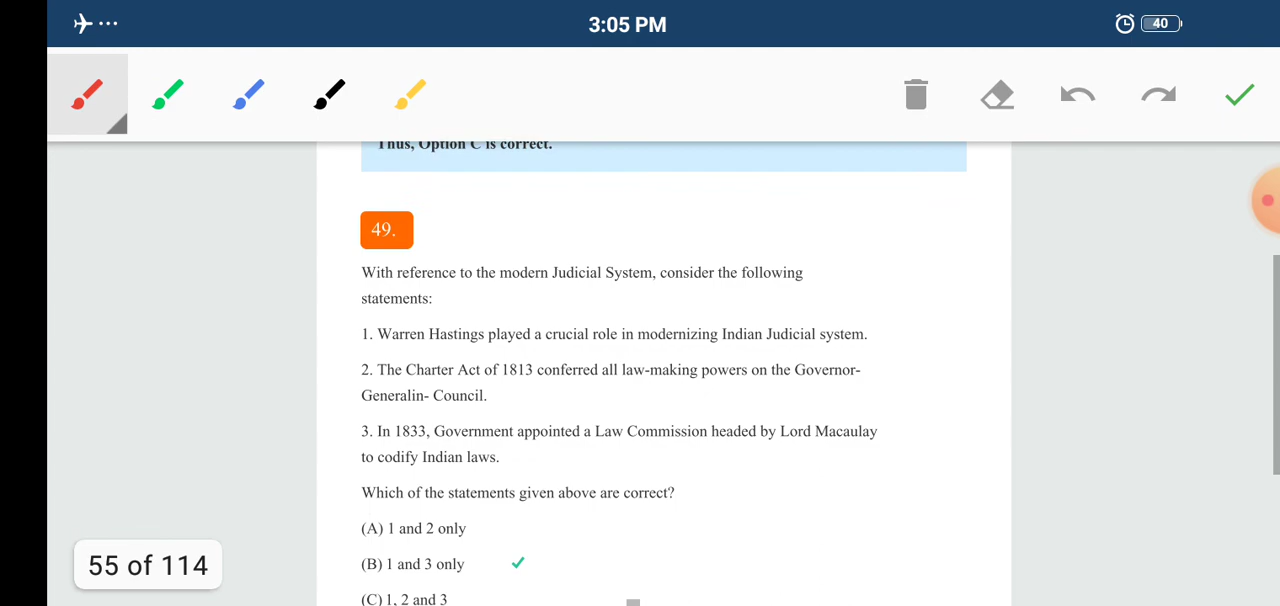 3:05 PM
40
Thus, Option C is correct.
49.
With reference to the modern Judicial System, consider the following
statements:
1. Warren Hastings played a crucial role in modernizing Indian Judicial system.
2. The Charter Act of 1813 conferred all law-making powers on the Governor-
Generalin- Council.
3. In 1833, Government appointed a Law Commission headed by Lord Macaulay
to codify Indian laws.
Which of the statements given above are correct?
(A) 1 and 2 only
(B) 1 and 3 only
(C) 1, 2 and 3
55 of 114